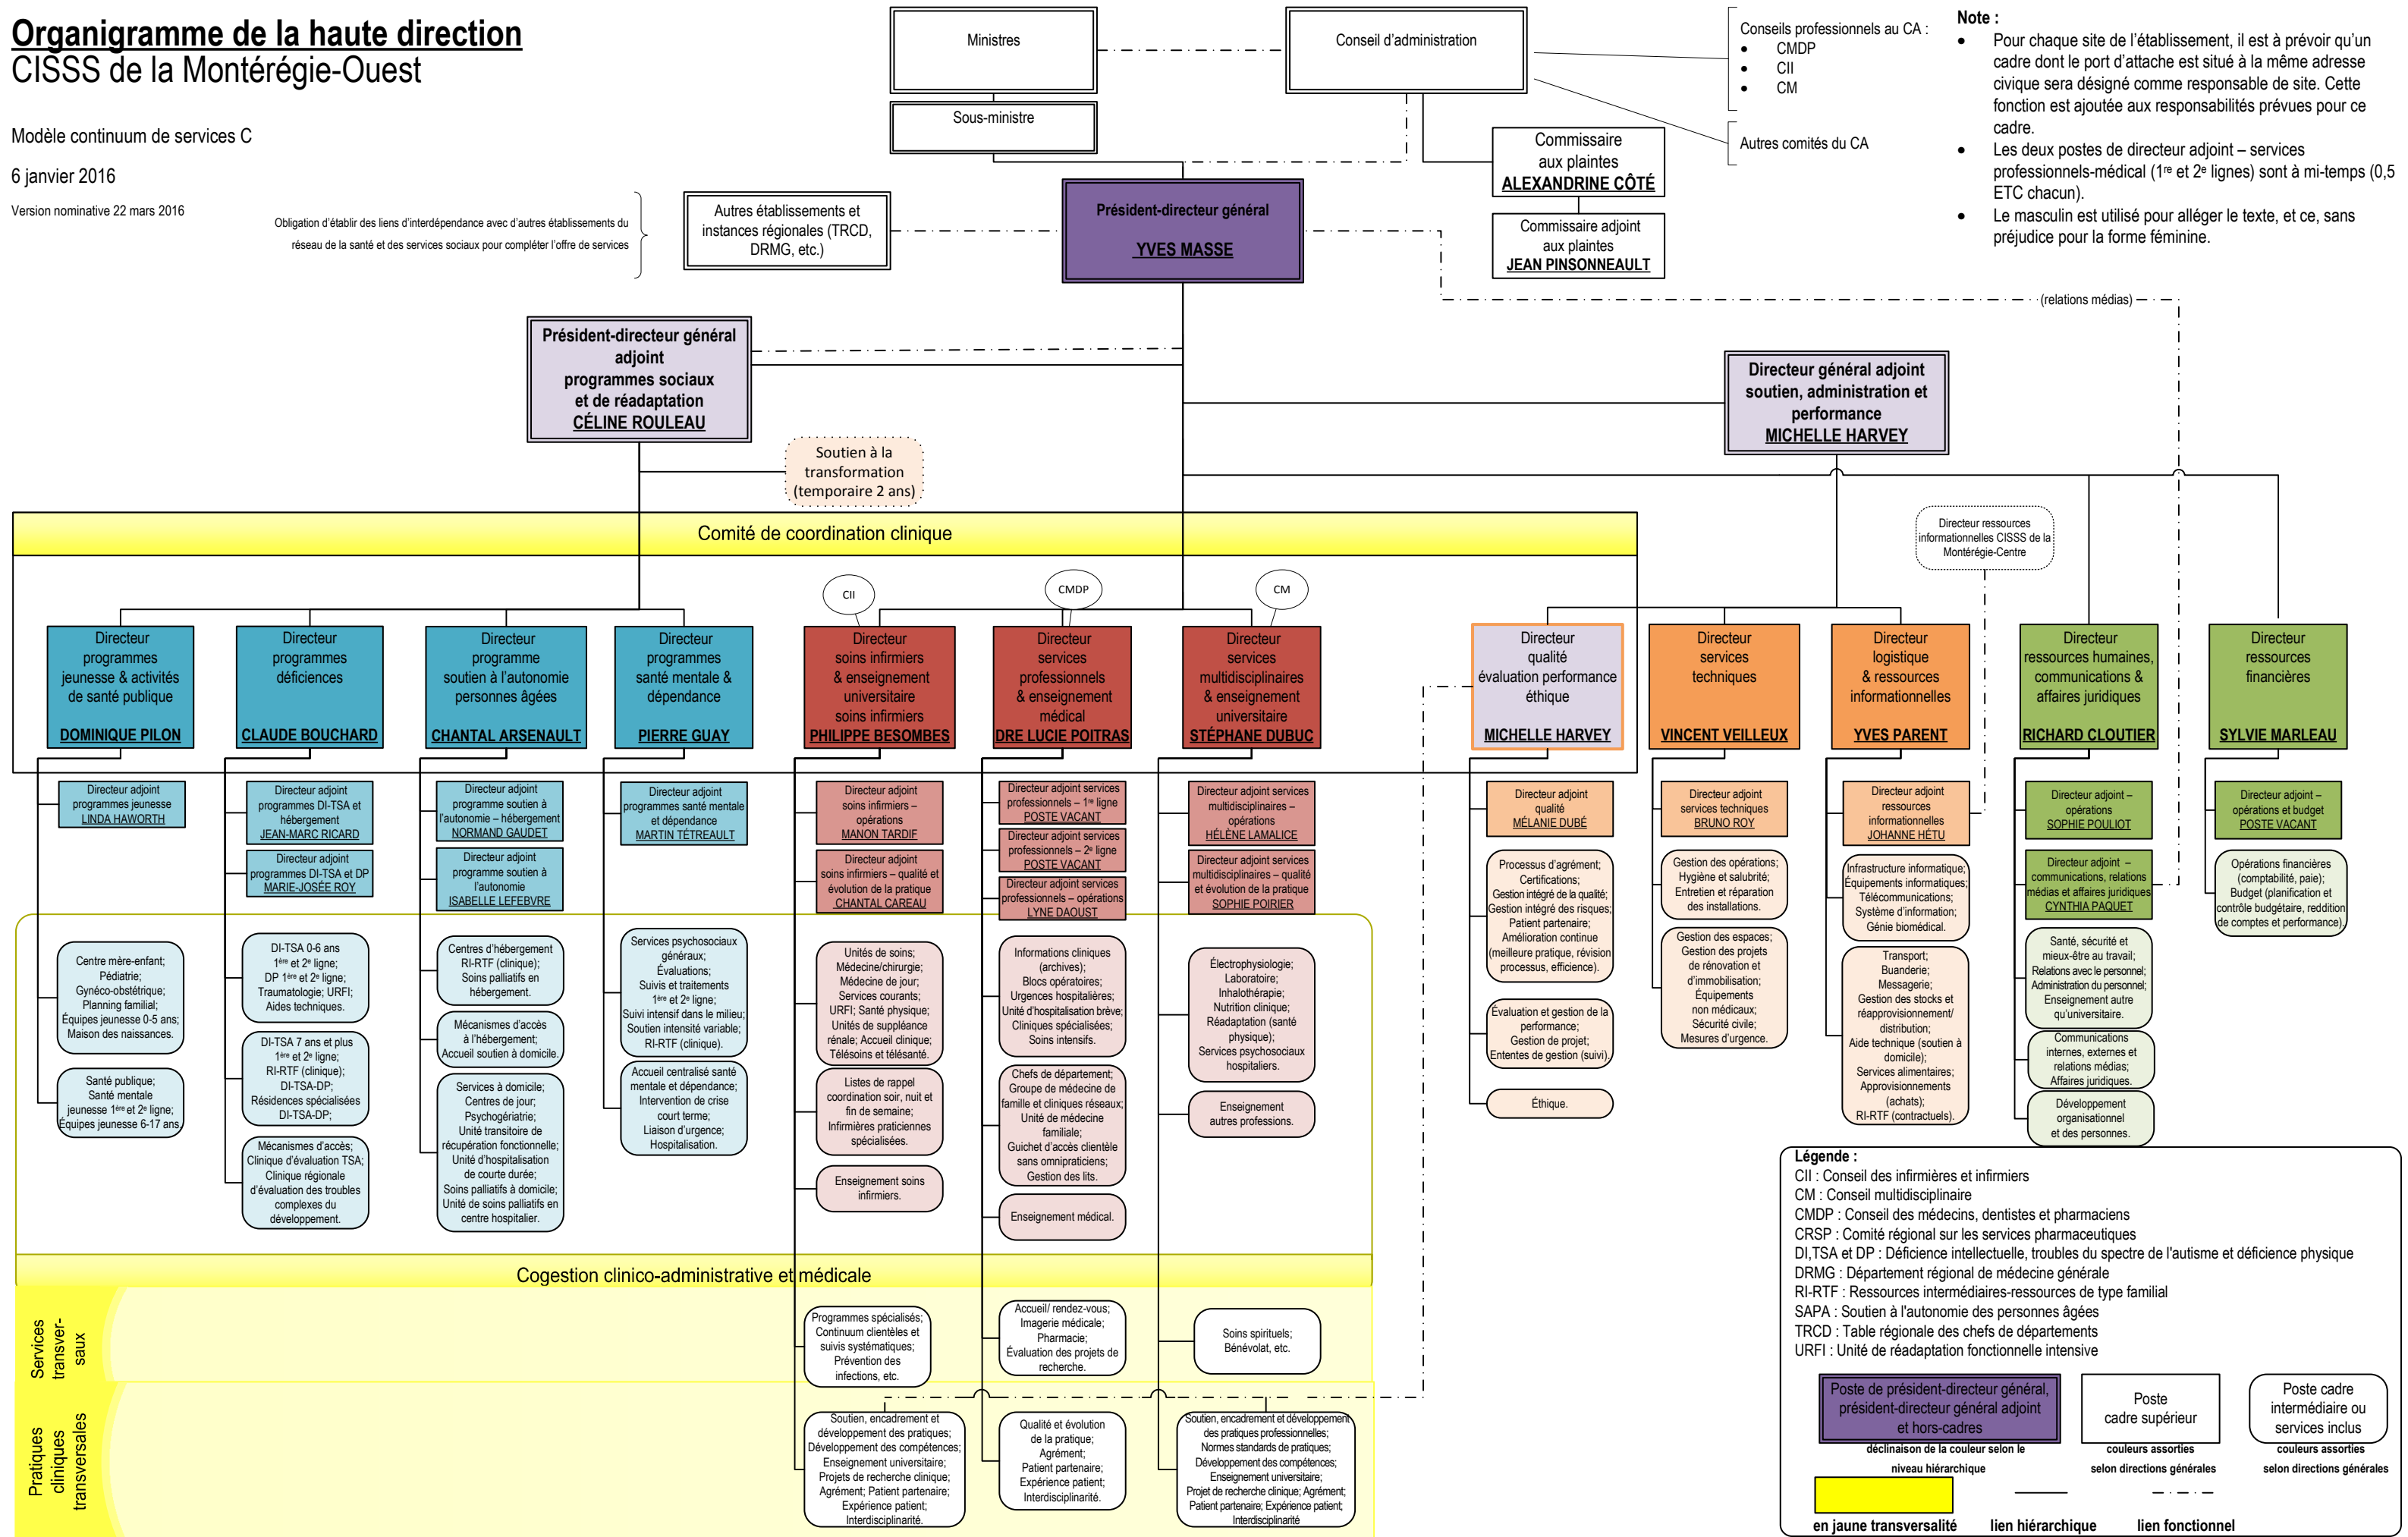 Organigramme de la haute direction
CISSS de la Montérégie-Ouest
Modèle continuum de services C
6 janvier 2016
Version nominative 22 mars 2016
Obligation d'établir des liens d'interdépendance avec d'autres établissements du
réseau de la santé et des services sociaux pour compléter l'offre de services
Autres établissements et
instances régionales (TRCD,
DRMG, etc.)
Ministres
Sous-ministre
Conseil d'administration
Président-directeur général
YVES MASSE
Commissaire
aux plaintes
ALEXANDRINE CÔTÉ
Commissaire adjoint
aux plaintes
JEAN PINSONNEAULT
Conseils professionnels au CA :
• CMDP
• CII
• CM
Autres comités du CA
Note :
• Pour chaque site de l'établissement, il est à prévoir qu'un
cadre dont le port d'attache est situé à la même adresse
civique sera désigné comme responsable de site. Cette
fonction est ajoutée aux responsabilités prévues pour ce
cadre.
• Les deux postes de directeur adjoint – services
professionnels-médical (1re et 2e lignes) sont à mi-temps (0,5
ETC chacun).
• Le masculin est utilisé pour alléger le texte, et ce, sans
préjudice pour la forme féminine.
(relations médias)
Président-directeur général
adjoint
programmes sociaux
et de réadaptation
CÉLINE ROULEAU
Directeur général adjoint
soutien, administration et
performance
MICHELLE HARVEY
Soutien à la
transformation
(temporaire 2 ans)
Comité de coordination clinique
Directeur ressources
informationnelles CISSS de la
Montérégie-Centre
CII
CMDP
CM
Directeur
programmes
jeunesse & activités
de santé publique
DOMINIQUE PILON
Directeur
programmes
déficiences
CLAUDE BOUCHARD
Directeur
programme
soutien à l'autonomie
personnes âgées
CHANTAL ARSENAULT
Directeur
programmes
santé mentale &
dépendance
PIERRE GUAY
Directeur
soins infirmiers
& enseignement
universitaire
soins infirmiers
PHILIPPE BESOMBES
Directeur
services
professionnels
& enseignement
médical
DRE LUCIE POITRAS
Directeur
services
multidisciplinaires
& enseignement
universitaire
STÉPHANE DUBUC
Directeur
qualité
évaluation performance
éthique
MICHELLE HARVEY
Directeur
services
techniques
VINCENT VEILLEUX
Directeur
logistique
& ressources
informationnelles
YVES PARENT
Directeur
ressources humaines,
communications &
affaires juridiques
RICHARD CLOUTIER
Directeur
ressources
financières
SYLVIE MARLEAU
Directeur adjoint
programmes jeunesse
LINDA HAWORTH
Directeur adjoint
programmes DI-TSA et
hébergement
JEAN-MARC RICARD
Directeur adjoint
programmes DI-TSA et DP
MARIE-JOSÉE ROY
Directeur adjoint
programme soutien à
l'autonomie – hébergement
NORMAND GAUDET
Directeur adjoint
programme soutien à
l'autonomie
ISABELLE LEFEBVRE
Directeur adjoint
programmes santé mentale
et dépendance
MARTIN TÉTREAULT
Directeur adjoint
soins infirmiers –
opérations
MANON TARDIF
Directeur adjoint
soins infirmiers – qualité et
évolution de la pratique
CHANTAL CAREAU
Directeur adjoint services
professionnels – 1re ligne
POSTE VACANT
Directeur adjoint services
professionnels – 2e ligne
POSTE VACANT
Directeur adjoint services
professionnels – opérations
LYNE DAOUST
Directeur adjoint services
multidisciplinaires –
opérations
HÉLÈNE LAMALICE
Directeur adjoint services
multidisciplinaires – qualité
et évolution de la pratique
SOPHIE POIRIER
Directeur adjoint
qualité
MÉLANIE DUBÉ
Directeur adjoint
services techniques
BRUNO ROY
Directeur adjoint
ressources
informationnelles
JOHANNE HÉTU
Directeur adjoint –
opérations
SOPHIE POULIOT
Directeur adjoint –
communications, relations
médias et affaires juridiques
CYNTHIA PAQUET
Directeur adjoint –
opérations et budget
POSTE VACANT
Centre mère-enfant;
Pédiatrie;
Gynéco-obstétrique;
Planning familial;
Équipes jeunesse 0-5 ans;
Maison des naissances.
Santé publique;
Santé mentale
jeunesse 1ère et 2e ligne;
Équipes jeunesse 6-17 ans.
DI-TSA 0-6 ans
1ère et 2e ligne;
DP 1ère et 2e ligne;
Traumatologie; URFI;
Aides techniques.
DI-TSA 7 ans et plus
1ère et 2e ligne;
RI-RTF (clinique);
DI-TSA-DP;
Résidences spécialisées
DI-TSA-DP;
Mécanismes d'accès;
Clinique d'évaluation TSA;
Clinique régionale
d'évaluation des troubles
complexes du
développement.
Centres d'hébergement
RI-RTF (clinique);
Soins palliatifs en
hébergement.
Mécanismes d'accès
à l'hébergement;
Accueil soutien à domicile.
Services à domicile;
Centres de jour;
Psychogériatrie;
Unité transitoire de
récupération fonctionnelle;
Unité d'hospitalisation
de courte durée;
Soins palliatifs à domicile;
Unité de soins palliatifs en
centre hospitalier.
Services psychosociaux
généraux;
Évaluations;
Suivis et traitements
1ère et 2e ligne;
Suivi intensif dans le milieu;
Soutien intensité variable;
RI-RTF (clinique).
Accueil centralisé santé
mentale et dépendance;
Intervention de crise
court terme;
Liaison d'urgence;
Hospitalisation.
Unités de soins;
Médecine/chirurgie;
Médecine de jour;
Services courants;
URFI; Santé physique;
Unités de suppléance
rénale; Accueil clinique;
Télésoins et télésanté.
Listes de rappel
coordination soir, nuit et
fin de semaine;
Infirmières praticiennes
spécialisées.
Enseignement soins
infirmiers.
Informations cliniques
(archives);
Blocs opératoires;
Urgences hospitalières;
Unité d'hospitalisation brève;
Cliniques spécialisées;
Soins intensifs.
Chefs de département;
Groupe de médecine de
famille et cliniques réseaux;
Unité de médecine
familiale;
Guichet d'accès clientèle
sans omnipraticiens;
Gestion des lits.
Enseignement médical.
Électrophysiologie;
Laboratoire;
Inhalothérapie;
Nutrition clinique;
Réadaptation (santé
physique);
Services psychosociaux
hospitaliers.
Enseignement
autres professions.
Processus d'agrément;
Certifications;
Gestion intégré de la qualité;
Gestion intégré des risques;
Patient partenaire;
Amélioration continue
(meilleure pratique, révision
processus, efficience).
Évaluation et gestion de la
performance;
Gestion de projet;
Ententes de gestion (suivi).
Éthique.
Gestion des opérations;
Hygiène et salubrité;
Entretien et réparation
des installations.
Gestion des espaces;
Gestion des projets
de rénovation et
d'immobilisation;
Équipements
non médicaux;
Sécurité civile;
Mesures d'urgence.
Infrastructure informatique;
Équipements informatiques;
Télécommunications;
Système d'information;
Génie biomédical.
Transport;
Buanderie;
Messagerie;
Gestion des stocks et
réapprovisionnement/
distribution;
Aide technique (soutien à
domicile);
Services alimentaires;
Approvisionnements
(achats);
RI-RTF (contractuels).
Santé, sécurité et
mieux-être au travail;
Relations avec le personnel;
Administration du personnel;
Enseignement autre
qu'universitaire.
Communications
internes, externes et
relations médias;
Affaires juridiques.
Développement
organisationnel
et des personnes.
Opérations financières
(comptabilité, paie);
Budget (planification et
contrôle budgétaire, reddition
de comptes et performance).
Cogestion clinico-administrative et médicale
Services
transver-
saux
Programmes spécialisés;
Continuum clientèles et
suivis systématiques;
Prévention des
infections, etc.
Accueil/ rendez-vous;
Imagerie médicale;
Pharmacie;
Évaluation des projets de
recherche.
Soins spirituels;
Bénévolat, etc.
Pratiques
cliniques
transversales
Soutien, encadrement et
développement des pratiques;
Développement des compétences;
Enseignement universitaire;
Projets de recherche clinique;
Agrément; Patient partenaire;
Expérience patient;
Interdisciplinarité.
Qualité et évolution
de la pratique;
Agrément;
Patient partenaire;
Expérience patient;
Interdisciplinarité.
Soutien, encadrement et développement
des pratiques professionnelles;
Normes standards de pratiques;
Développement des compétences;
Enseignement universitaire;
Projet de recherche clinique; Agrément;
Patient partenaire; Expérience patient;
Interdisciplinarité
Légende :
CII : Conseil des infirmières et infirmiers
CM : Conseil multidisciplinaire
CMDP : Conseil des médecins, dentistes et pharmaciens
CRSP : Comité régional sur les services pharmaceutiques
DI,TSA et DP : Déficience intellectuelle, troubles du spectre de l'autisme et déficience physique
DRMG : Département régional de médecine générale
RI-RTF : Ressources intermédiaires-ressources de type familial
SAPA : Soutien à l'autonomie des personnes âgées
TRCD : Table régionale des chefs de départements
URFI : Unité de réadaptation fonctionnelle intensive
Poste de président-directeur général,
président-directeur général adjoint
et hors-cadres
déclinaison de la couleur selon le
niveau hiérarchique
Poste
cadre supérieur
couleurs assorties
selon directions générales
Poste cadre
intermédiaire ou
services inclus
couleurs assorties
selon directions générales
en jaune transversalité
lien hiérarchique
lien fonctionnel